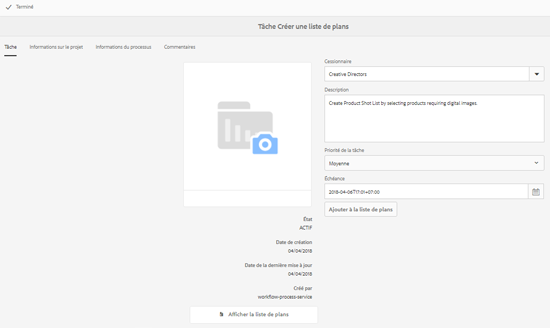 Terminé
Tâche Créer une liste de plans
Tâche Informations sur le projet Informations du processus Commentaires
Cessionnaire
Creative Directors
Description
Create Product Shot List by selecting products requiring digital images.
Priorité de la tâche
Moyenne
Échéance
2018-04-06T17:01+07:00
Ajouter à la liste de plans
État
ACTIF
Date de création
04/04/2018
Date de la dernière mise à jour
04/04/2018
Créé par
workflow-process-service
Afficher la liste de plans